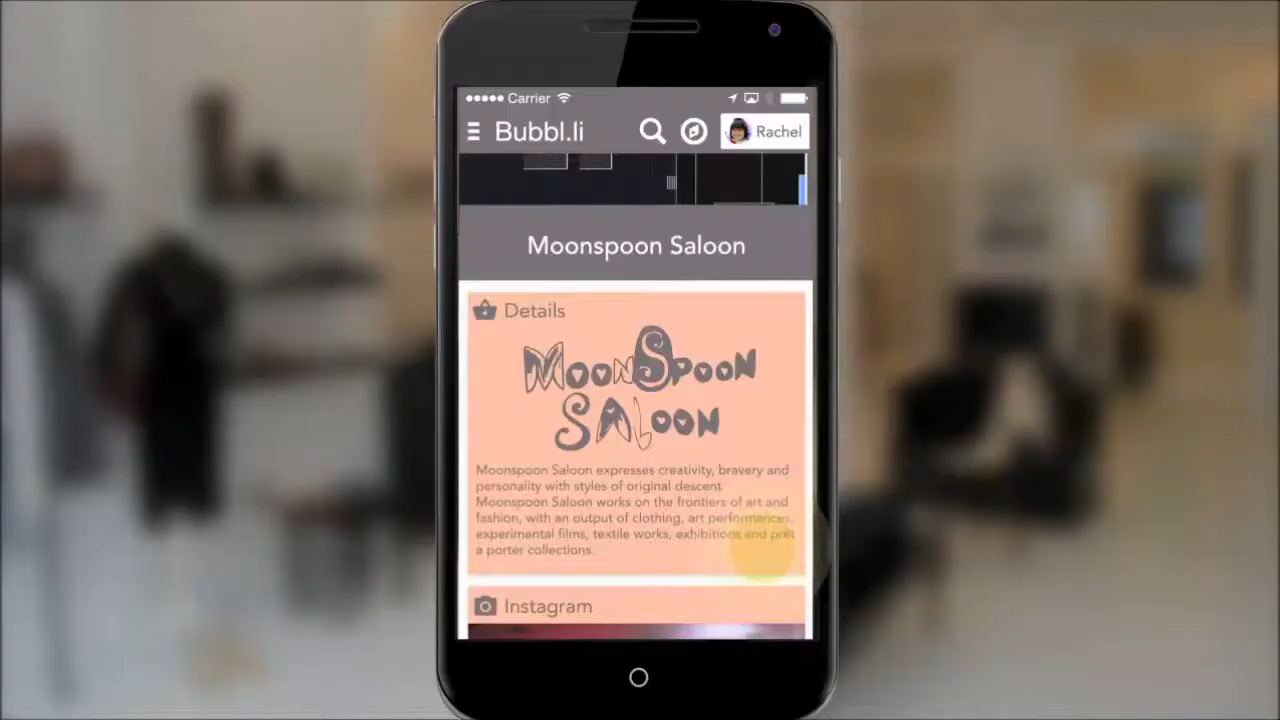 Carrier
Bubbl.li
Rachel
Moonspoon Saloon
Details
MOONSPOON
SALOON
Moonspoon Saloon expresses creativity, bravery and
personality with styles of original descent
Moonspoon Saloon works on the frontiers of art and
fashion, with an output of clothing, art performances,
experimental films, textile works, exhibitions and pret
a porter collections.
Instagram